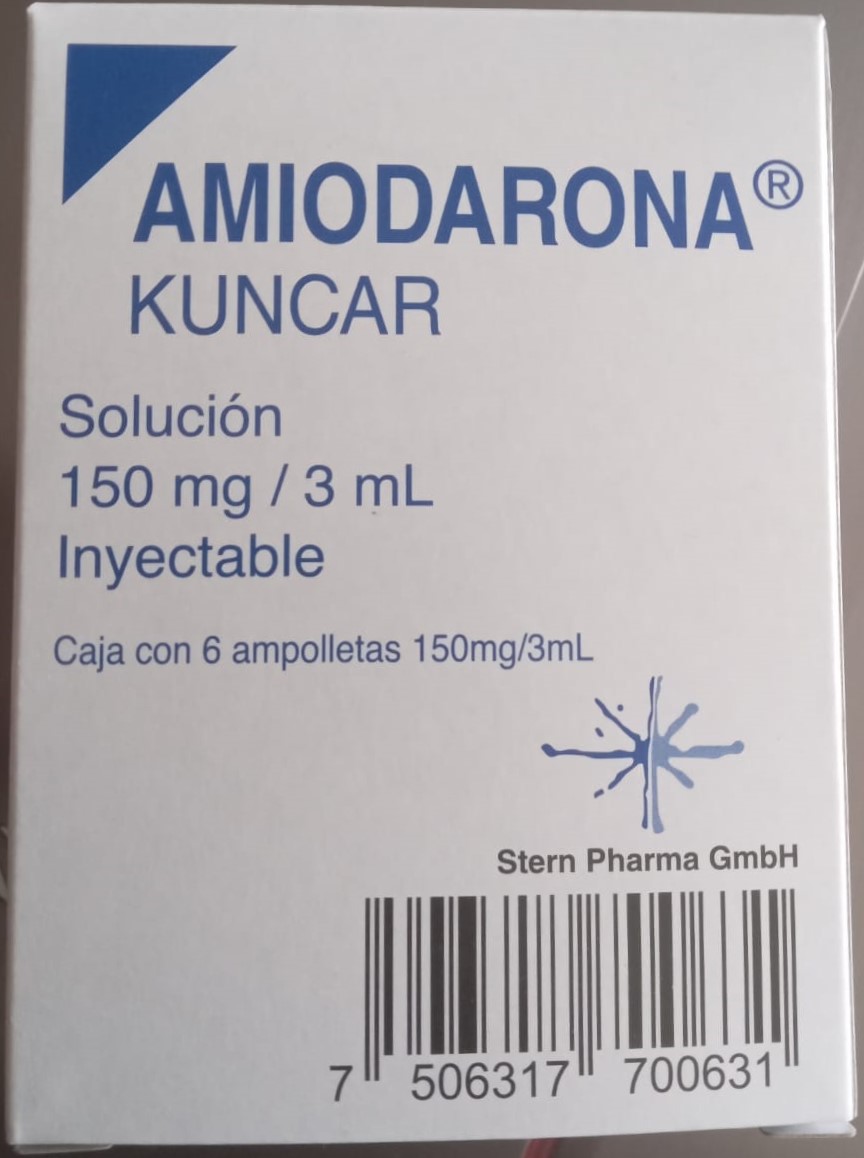 AMIODARONA®
KUNCAR
Solución
150 mg / 3 mL
Inyectable
Caja con 6 ampolletas 150mg/3mL
Stern Pharma GmbH
7 506317 700631